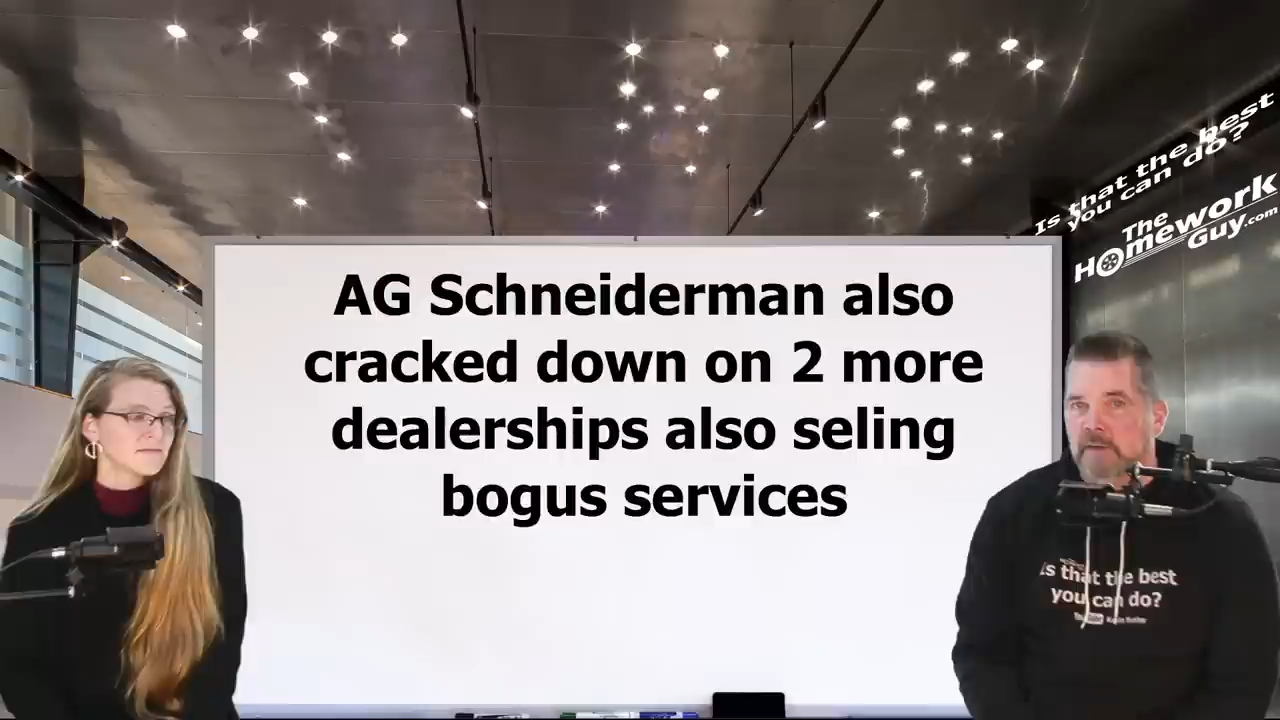 Is that the best
you can do?
The
Homework
Guy.com
AG Schneiderman also
cracked down on 2 more
dealerships also seling
bogus services
Is that the best
you can do?